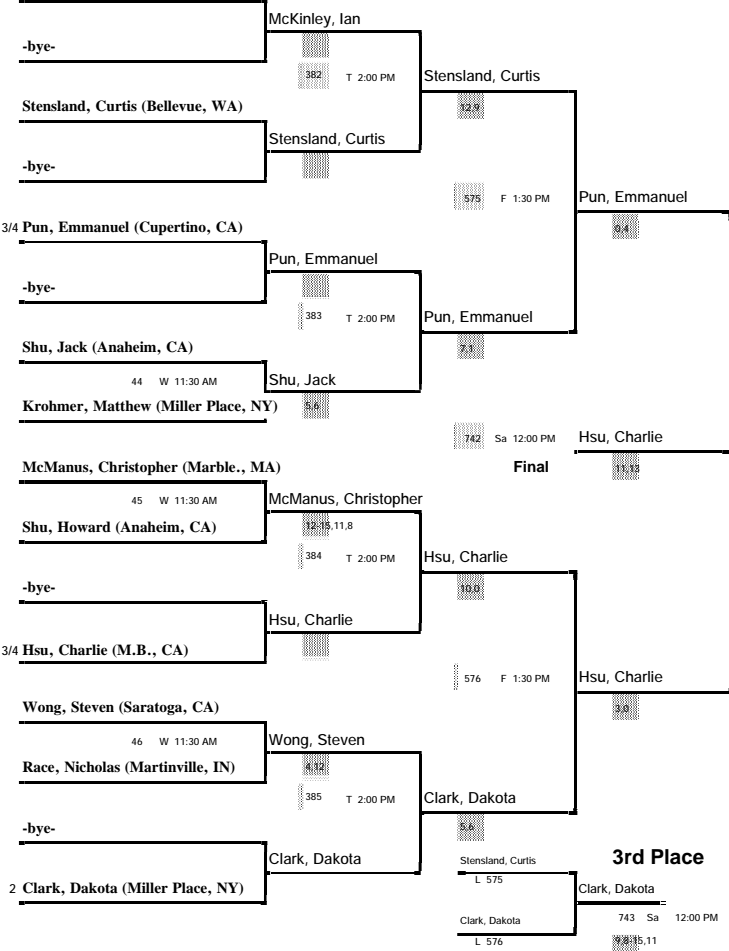 McKinley, Ian
-bye-
382 T 2:00 PM
Stensland, Curtis
Stensland, Curtis (Bellevue, WA)
12,9
Stensland, Curtis
-bye-
575 F 1:30 PM
Pun, Emmanuel
3/4 Pun, Emmanuel (Cupertino, CA)
0,4
Pun, Emmanuel
-bye-
383 T 2:00 PM
Pun, Emmanuel
Shu, Jack (Anaheim, CA)
7,1
44 W 11:30 AM
Shu, Jack
Krohmer, Matthew (Miller Place, NY)
5,6
742 Sa 12:00 PM
Hsu, Charlie
Final
11,13
McManus, Christopher (Marble., MA)
45 W 11:30 AM
McManus, Christopher
Shu, Howard (Anaheim, CA)
12-15,11,8
384 T 2:00 PM
Hsu, Charlie
-bye-
10,0
Hsu, Charlie
3/4 Hsu, Charlie (M.B., CA)
576 F 1:30 PM
Hsu, Charlie
Wong, Steven (Saratoga, CA)
3,0
46 W 11:30 AM
Wong, Steven
Race, Nicholas (Martinville, IN)
4,12
385 T 2:00 PM
Clark, Dakota
-bye-
5,6
3rd Place
Clark, Dakota
Stensland, Curtis
L 575
2 Clark, Dakota (Miller Place, NY)
Clark, Dakota
743 Sa 12:00 PM
Clark, Dakota
L 576
9,8-15,11